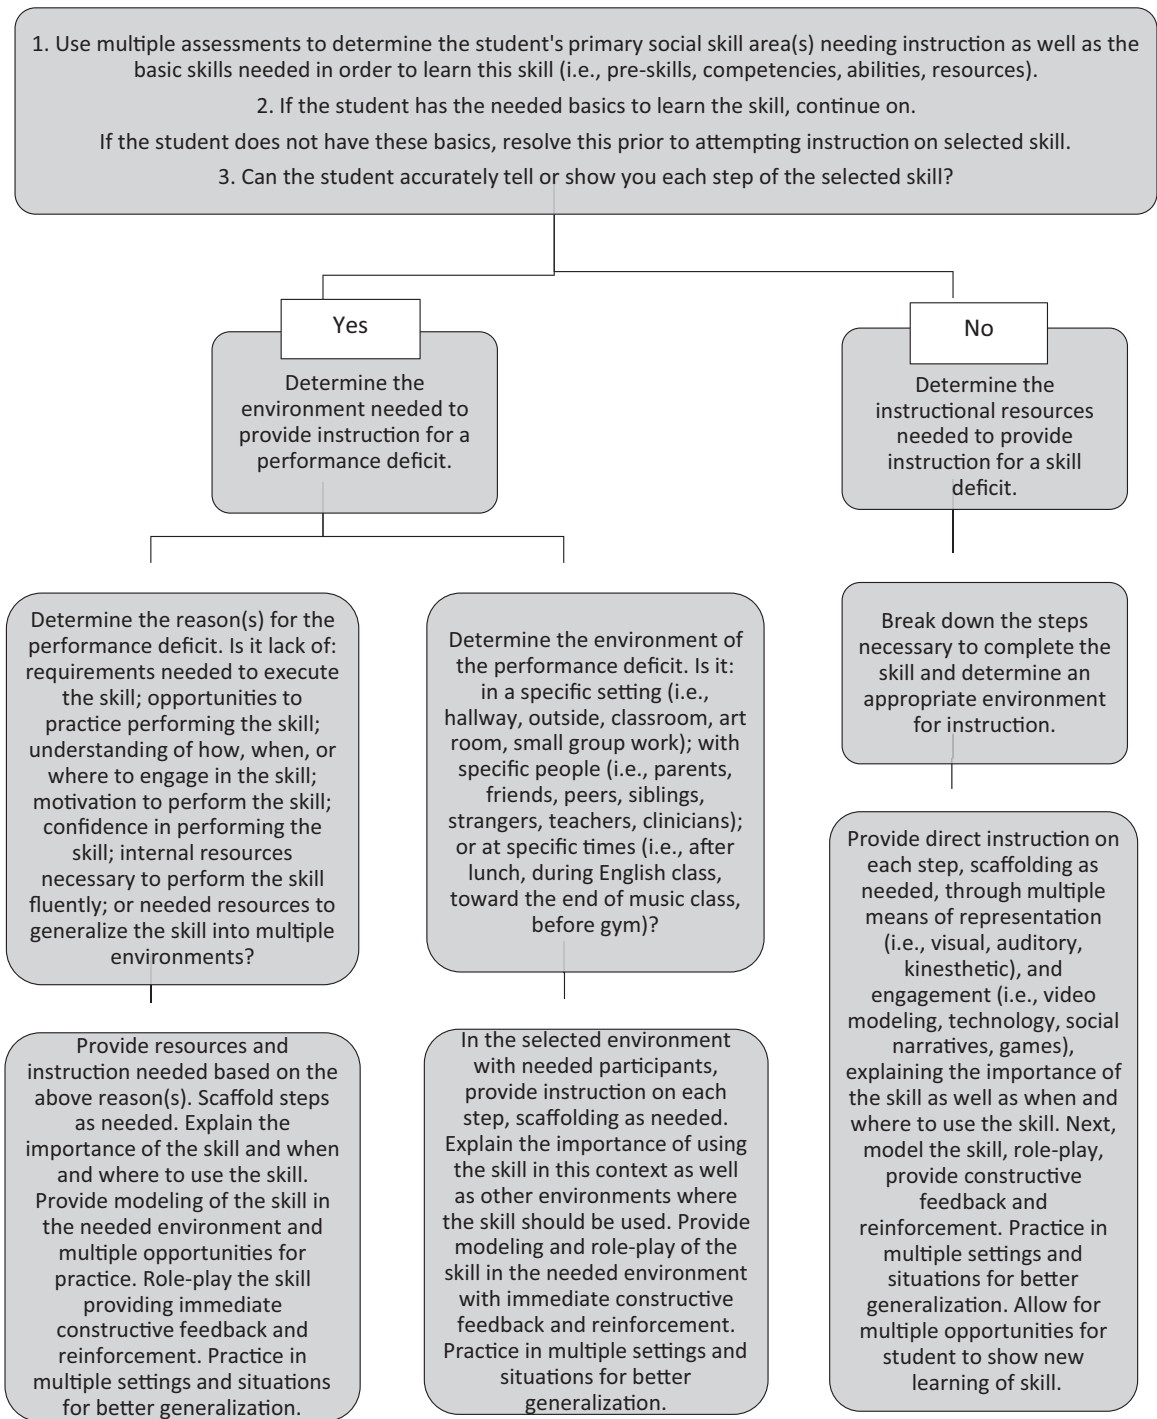 1. Use multiple assessments to determine the student's primary social skill area(s) needing instruction as well as the
basic skills needed in order to learn this skill (i.e., pre-skills, competencies, abilities, resources).
2. If the student has the needed basics to learn the skill, continue on.
If the student does not have these basics, resolve this prior to attempting instruction on selected skill.
3. Can the student accurately tell or show you each step of the selected skill?
Yes
Determine the
environment needed to
provide instruction for a
performance deficit.
No
Determine the
instructional resources
needed to provide
instruction for a skill
deficit.
Determine the reason(s) for the
performance deficit. Is it lack of:
requirements needed to execute
the skill; opportunities to
practice performing the skill;
understanding of how, when, or
where to engage in the skill;
motivation to perform the skill;
confidence in performing the
skill; internal resources
necessary to perform the skill
fluently; or needed resources to
generalize the skill into multiple
environments?
Determine the environment of
the performance deficit. Is it:
in a specific setting (i.e.,
hallway, outside, classroom, art
room, small group work); with
specific people (i.e., parents,
friends, peers, siblings,
strangers, teachers, clinicians);
or at specific times (i.e., after
lunch, during English class,
toward the end of music class,
before gym)?
Break down the steps
necessary to complete the
skill and determine an
appropriate environment
for instruction.
Provide resources and
instruction needed based on the
above reason(s). Scaffold steps
as needed. Explain the
importance of the skill and when
and where to use the skill.
Provide modeling of the skill in
the needed environment and
multiple opportunities for
practice. Role-play the skill
providing immediate
constructive feedback and
reinforcement. Practice in
multiple settings and situations
for better generalization.
In the selected environment
with needed participants,
provide instruction on each
step, scaffolding as needed.
Explain the importance of using
the skill in this context as well
as other environments where
the skill should be used. Provide
modeling and role-play of the
skill in the needed environment
with immediate constructive
feedback and reinforcement.
Practice in multiple settings and
situations for better
generalization.
Provide direct instruction on
each step, scaffolding as
needed, through multiple
means of representation
(i.e., visual, auditory,
kinesthetic), and
engagement (i.e., video
modeling, technology, social
narratives, games),
explaining the importance of
the skill as well as when and
where to use the skill. Next,
model the skill, role-play,
provide constructive
feedback and
reinforcement. Practice in
multiple settings and
situations for better
generalization. Allow for
multiple opportunities for
student to show new
learning of skill.